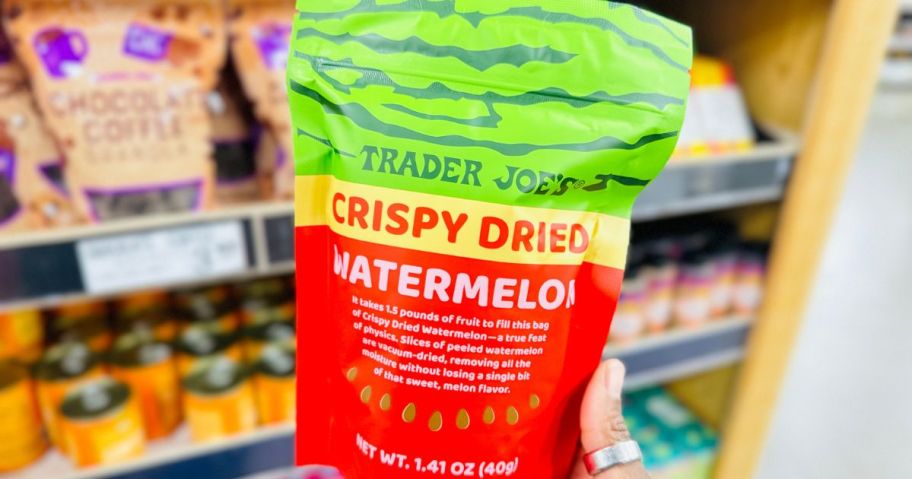 CHOCOLATE
COFFEE
TRADER JOE'S®
CRISPY DRIED
WATERMELON
It takes 1.5 pounds of fruit to fill this bag
of Crispy Dried Watermelon—a true feat
of physics. Slices of peeled watermelon
are vacuum-dried, removing all the
moisture without losing a single bit
of that sweet, melon flavor.
NET WT. 1.41 OZ (40g)